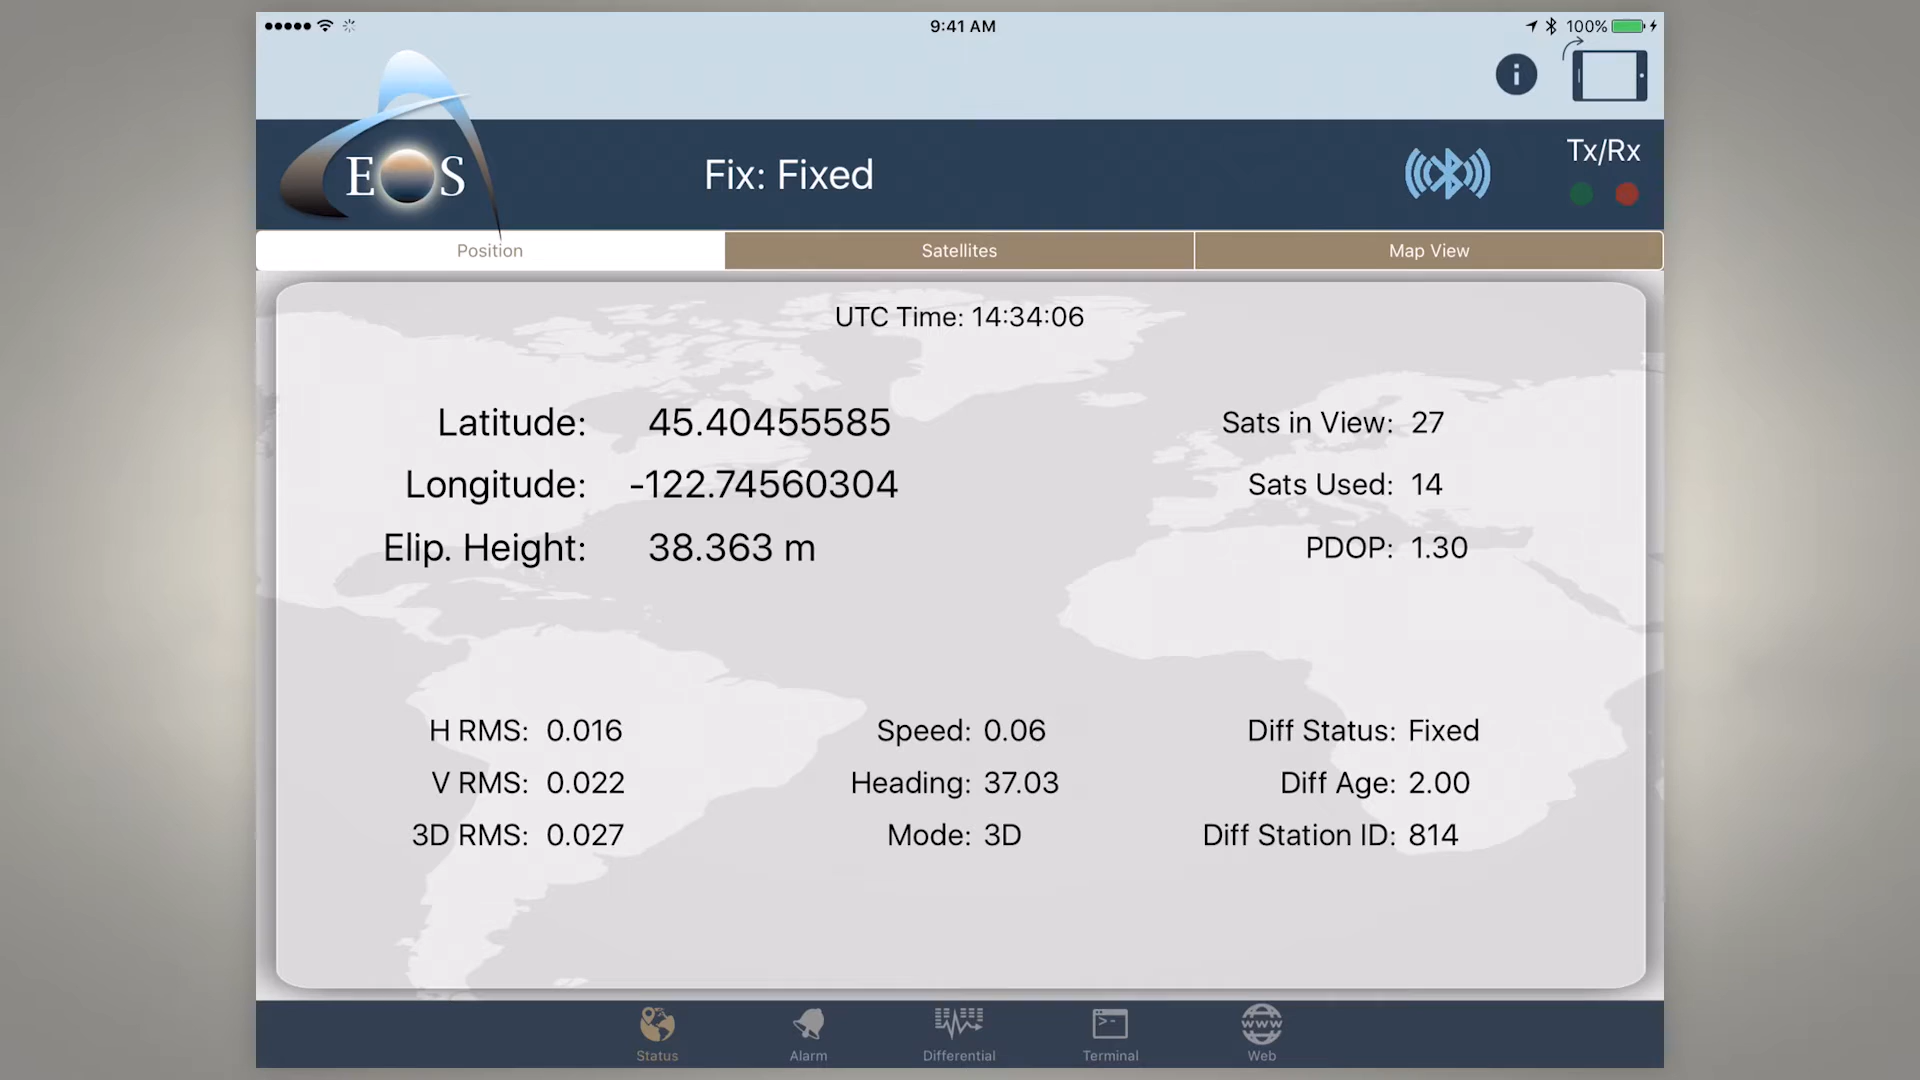 9:41 AM
100%
i
EOS
Fix: Fixed
Tx/Rx
Position
Satellites
Map View
UTC Time: 14:34:06
Latitude: 45.40455585
Longitude: -122.74560304
Elip. Height: 38.363 m
Sats in View: 27
Sats Used: 14
PDOP: 1.30
H RMS: 0.016
V RMS: 0.022
3D RMS: 0.027
Speed: 0.06
Heading: 37.03
Mode: 3D
Diff Status: Fixed
Diff Age: 2.00
Diff Station ID: 814
Status
Alarm
Differential
Terminal
www
Web